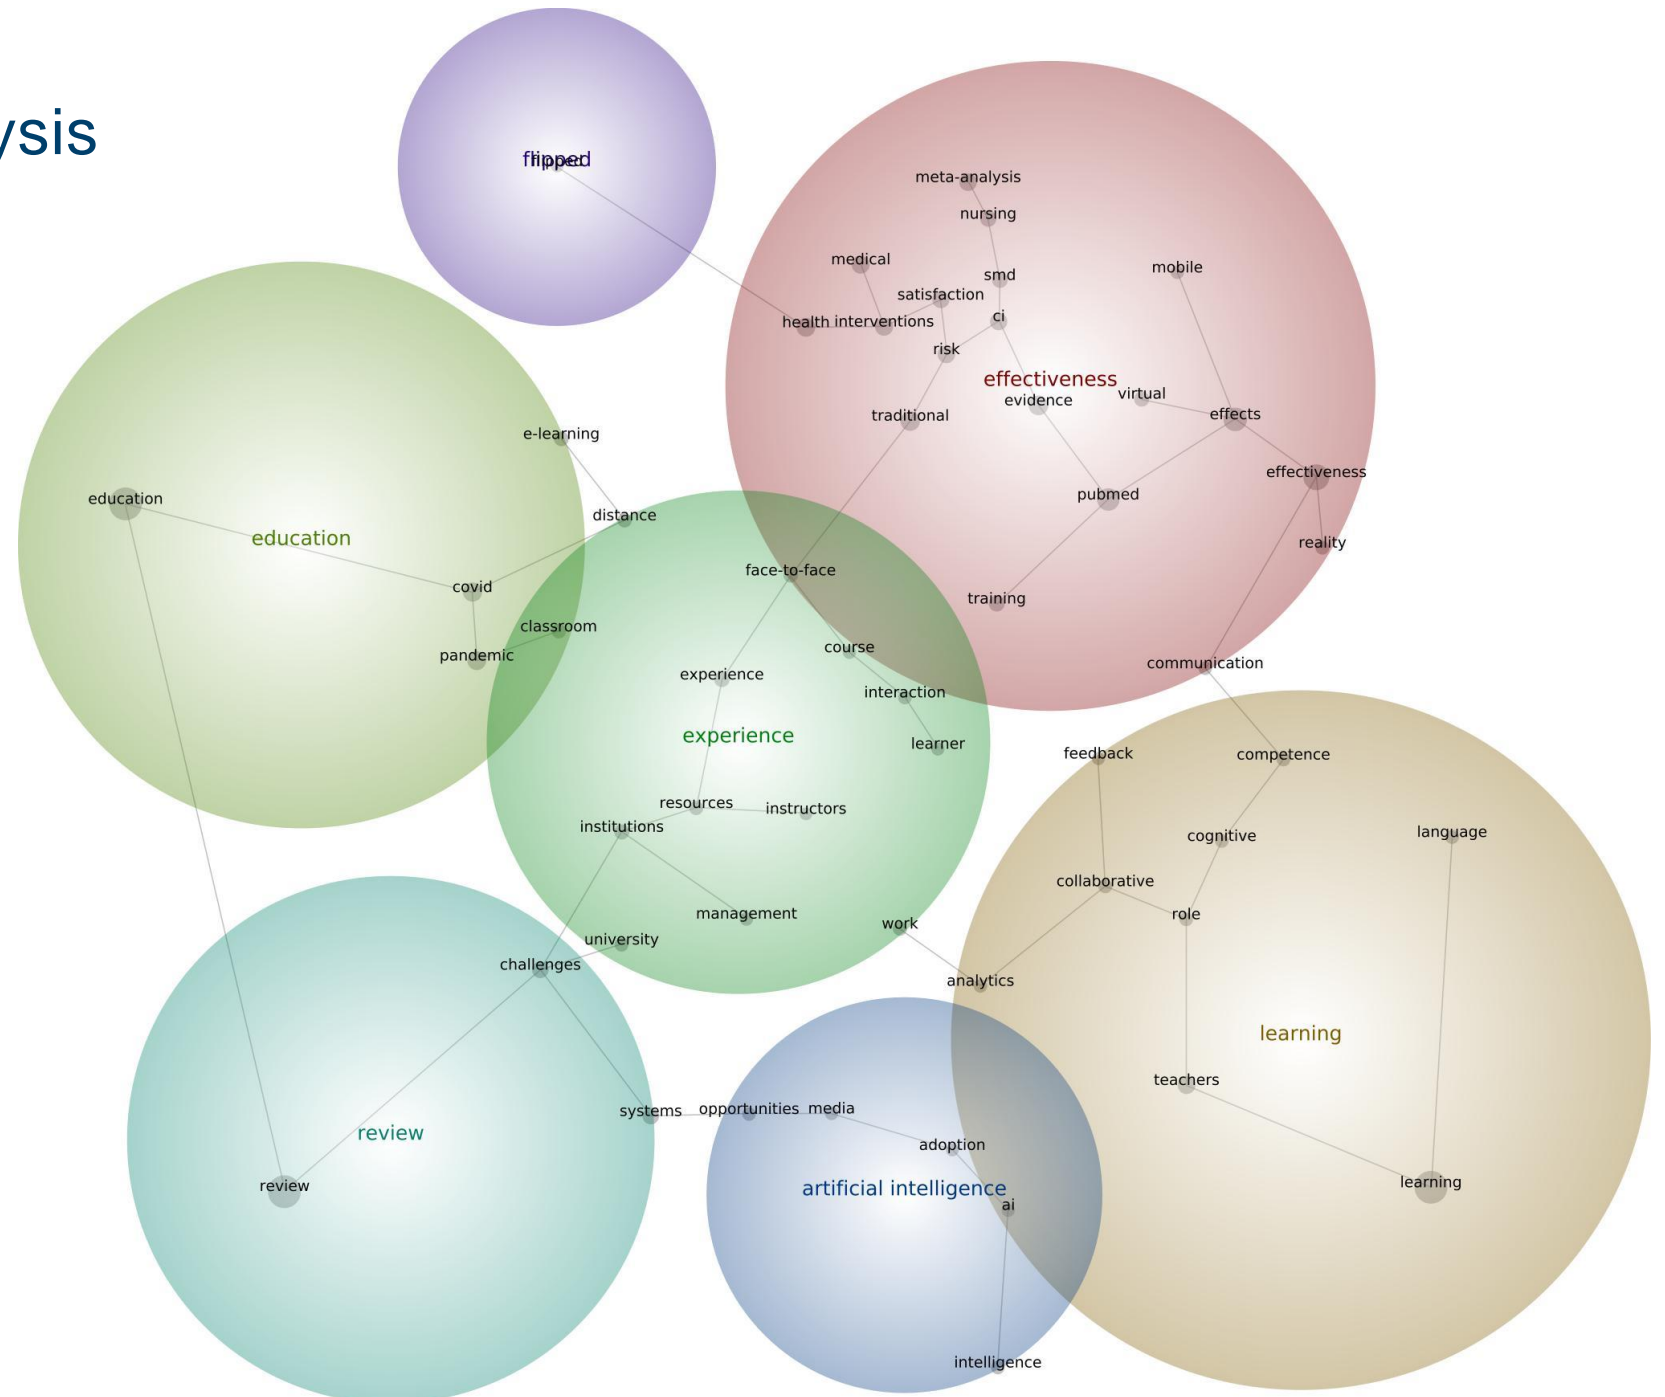 ysis
flipped
flipped
meta-analysis
nursing
medical
smd
mobile
satisfaction
health interventions
ci
risk
effectiveness
virtual
evidence
traditional
effects
e-learning
effectiveness
education
pubmed
distance
education
reality
face-to-face
covid
training
classroom
course
pandemic
communication
experience
interaction
experience
learner
feedback
competence
resources
instructors
institutions
language
cognitive
collaborative
management
role
work
university
challenges
analytics
learning
teachers
systems
opportunities
media
review
adoption
learning
review
artificial intelligence
ai
intelligence